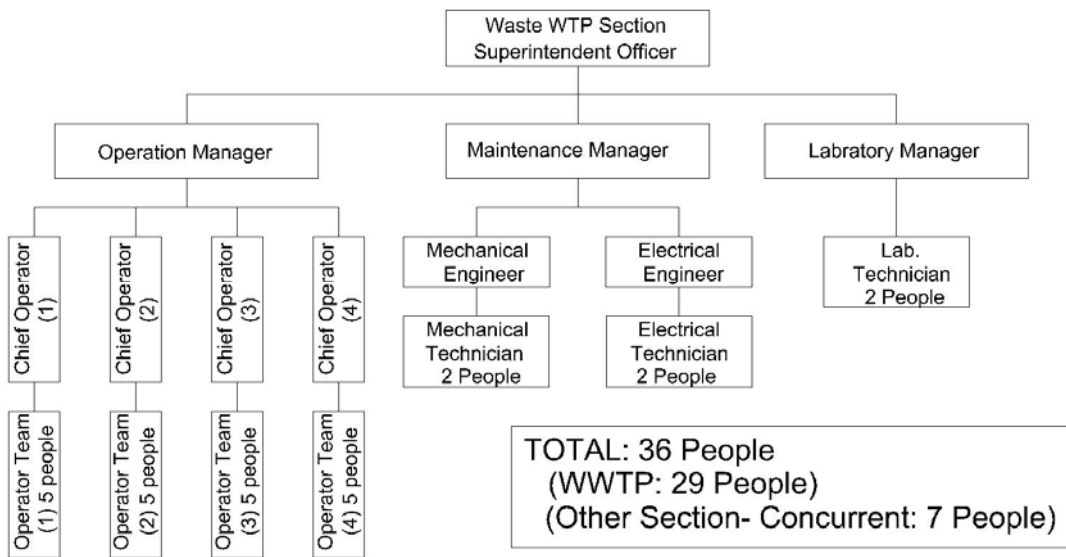 Waste WTP Section
Superintendent Officer
Operation Manager
Maintenance Manager
Labratory Manager
Chief Operator
(1)
Chief Operator
(2)
Chief Operator
(3)
Chief Operator
(4)
Mechanical
Engineer
Electrical
Engineer
Lab.
Technician
2 People
Mechanical
Technician
2 People
Electrical
Technician
2 People
Operator Team
(1) 5 people
Operator Team
(2) 5 people
Operator Team
(3) 5 people
Operator Team
(4) 5 people
TOTAL: 36 People
(WWTP: 29 People)
(Other Section- Concurrent: 7 People)